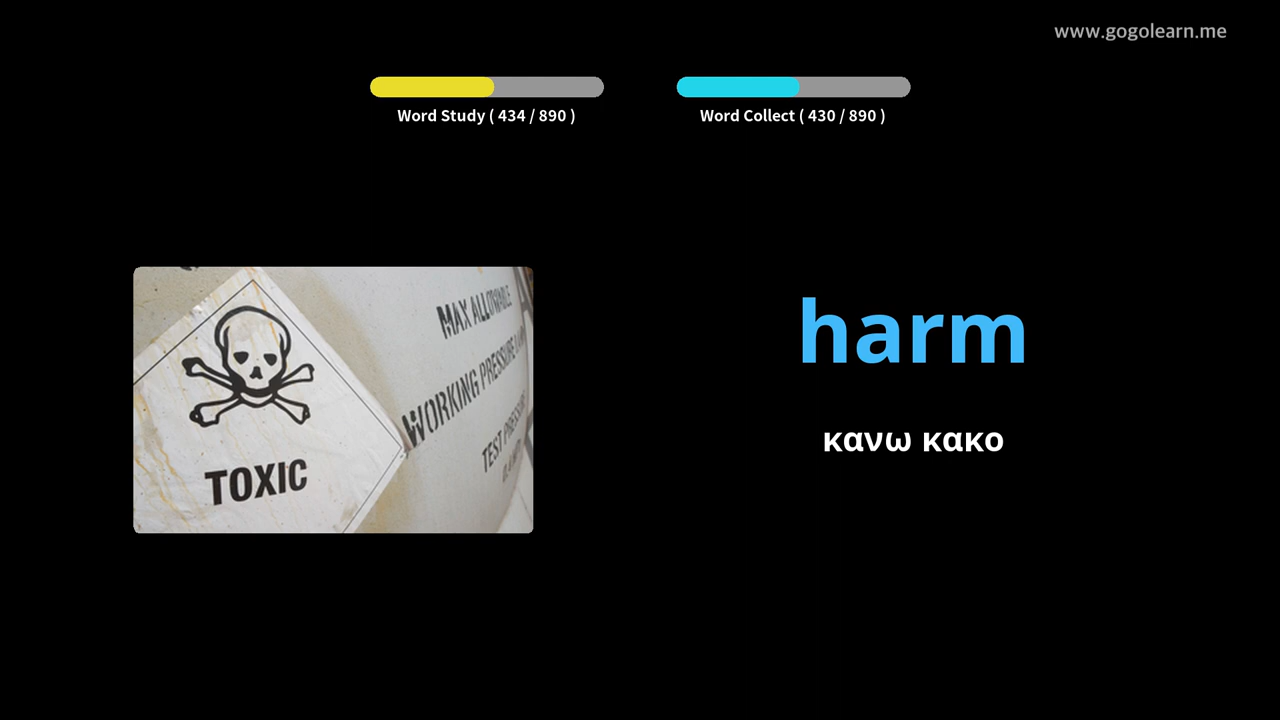 www.gogolearn.me
Word Study ( 434 / 890 )
Word Collect ( 430 / 890 )
MAX ALLOWABLE
WORKING PRESSURE
TEST PRESSURE
TOXIC
harm
κανω κακο